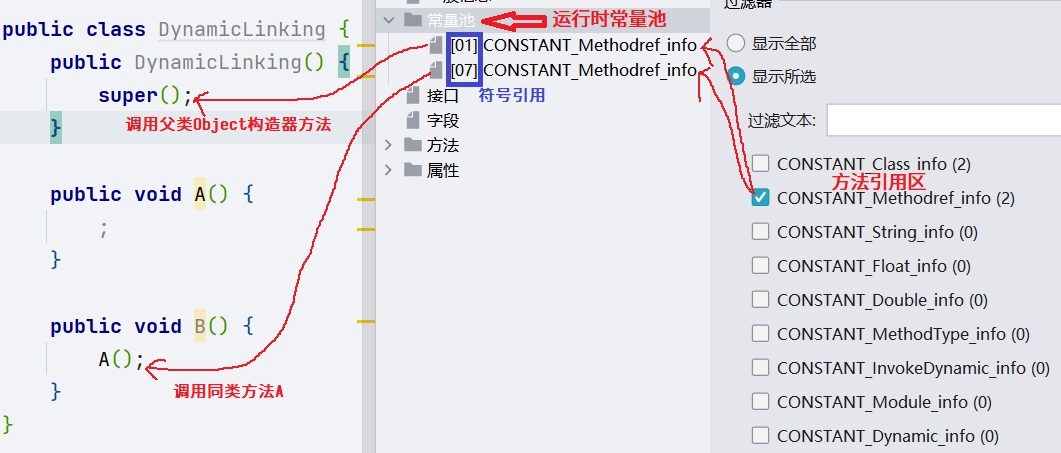 public class DynamicLinking {
public DynamicLinking() {
super();
调用父类Object构造器方法
}
public void A() {
;
}
public void B() {
A();
调用同类方法A
}
}
常量池
运行时常量池
[01] CONSTANT_Methodref_info
[07] CONSTANT_Methodref_info
接口
符号引用
字段
方法
属性
过滤器
显示全部
显示所选
过滤文本:
CONSTANT_Class_info (2)
方法引用区
CONSTANT_Methodref_info (2)
CONSTANT_String_info (0)
CONSTANT_Float_info (0)
CONSTANT_Double_info (0)
CONSTANT_MethodType_info (0)
CONSTANT_InvokeDynamic_info (0)
CONSTANT_Module_info (0)
CONSTANT_Dynamic_info (0)